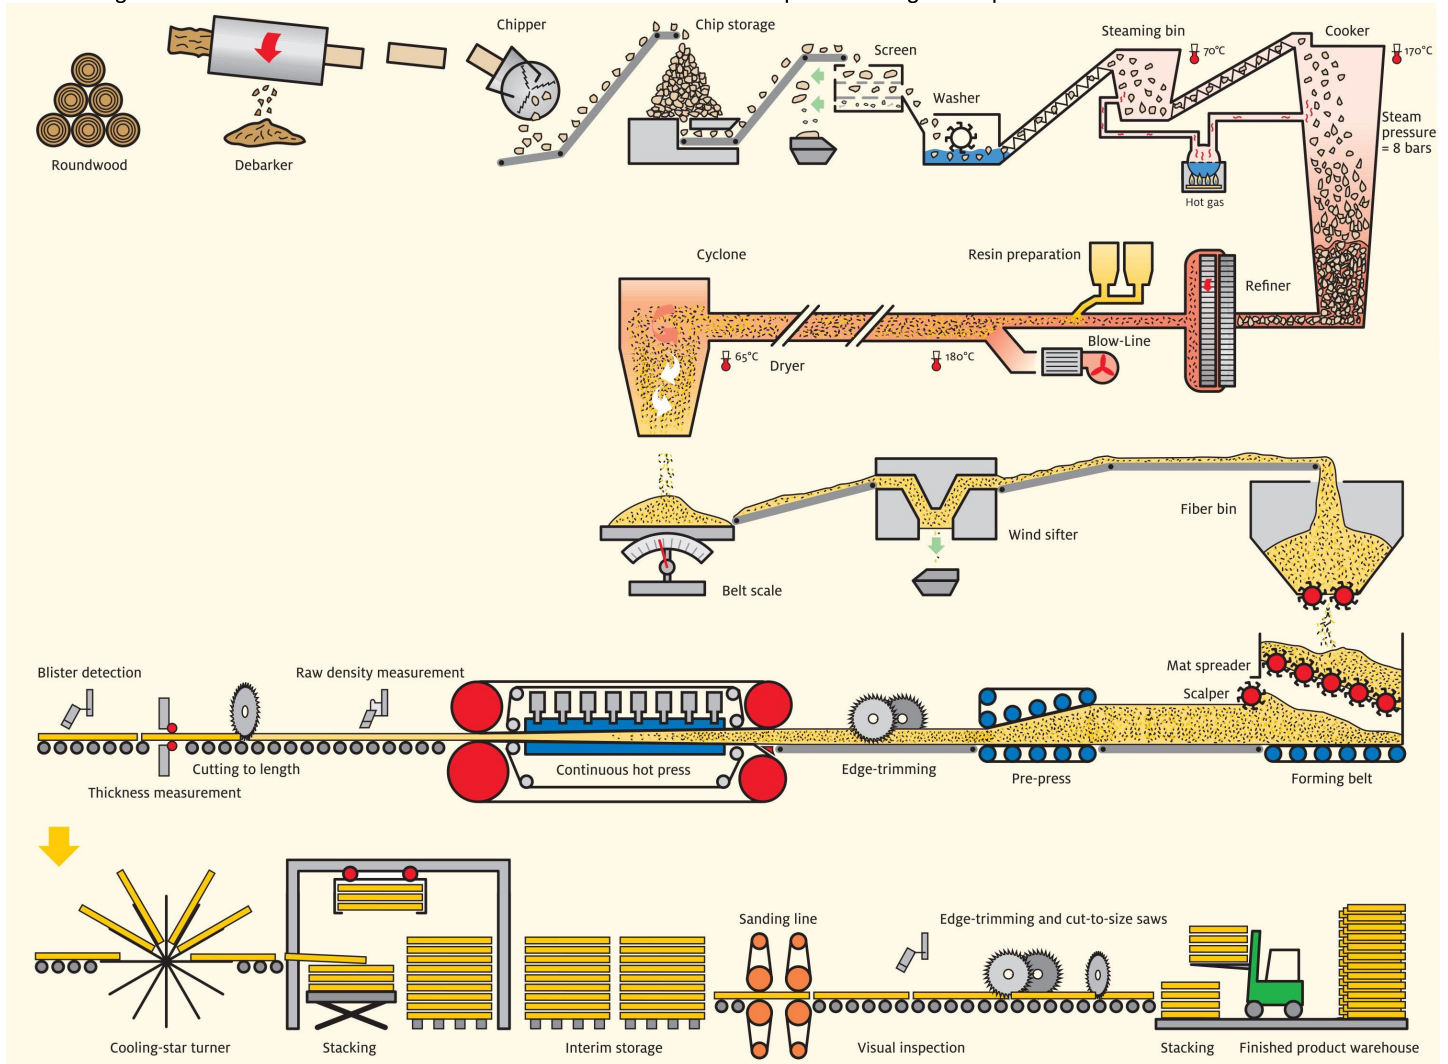 Chipper
Chip storage
Steaming bin
70°C
Cooker
170°C
Screen
Washer
Steam
pressure
= 8 bars
Roundwood
Debarker
Hot gas
Cyclone
Resin preparation
Refiner
Blow-Line
65°C
Dryer
180°C
Fiber bin
Wind sifter
Belt scale
Blister detection
Raw density measurement
Mat spreader
Scalper
Cutting to length
Thickness measurement
Continuous hot press
Edge-trimming
Pre-press
Forming belt
Sanding line
Edge-trimming and cut-to-size saws
Cooling-star turner
Stacking
Interim storage
Visual inspection
Stacking
Finished product warehouse